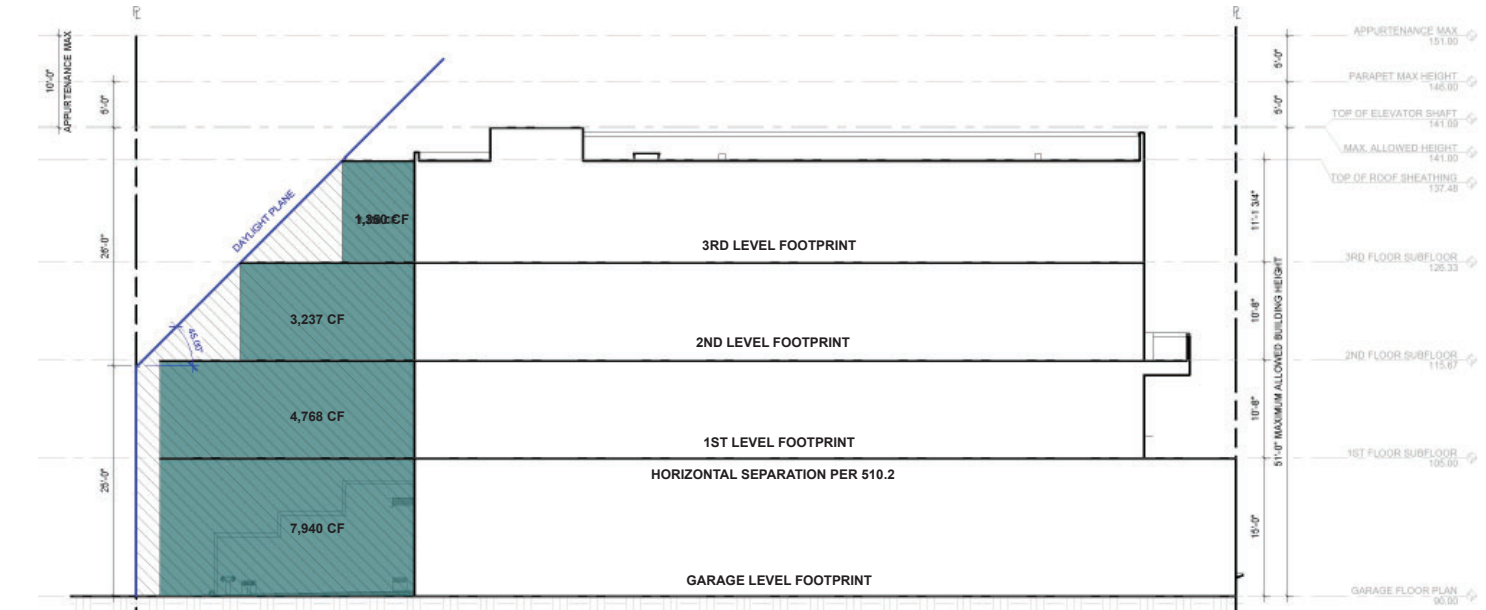 PL
PL
APPURTENANCE MAX
151.00
10'-0"
APPURTENANCE MAX
5'-0"
PARAPET MAX HEIGHT
146.00
5'-0"
5'-0"
TOP OF ELEVATOR SHAFT
141.09
MAX. ALLOWED HEIGHT
141.00
TOP OF ROOF SHEATHING
137.48
DAYLIGHT PLANE
26'-0"
11'-1 3/4"
3RD LEVEL FOOTPRINT
3RD FLOOR SUBFLOOR
126.33
3,237 CF
10'-8"
45.00°
2ND LEVEL FOOTPRINT
2ND FLOOR SUBFLOOR
115.67
51'-0" MAXIMUM ALLOWED BUILDING HEIGHT
4,768 CF
10'-8"
1ST LEVEL FOOTPRINT
1ST FLOOR SUBFLOOR
105.00
HORIZONTAL SEPARATION PER 510.2
25'-0"
7,940 CF
15'-0"
GARAGE LEVEL FOOTPRINT
GARAGE FLOOR PLAN
90.00